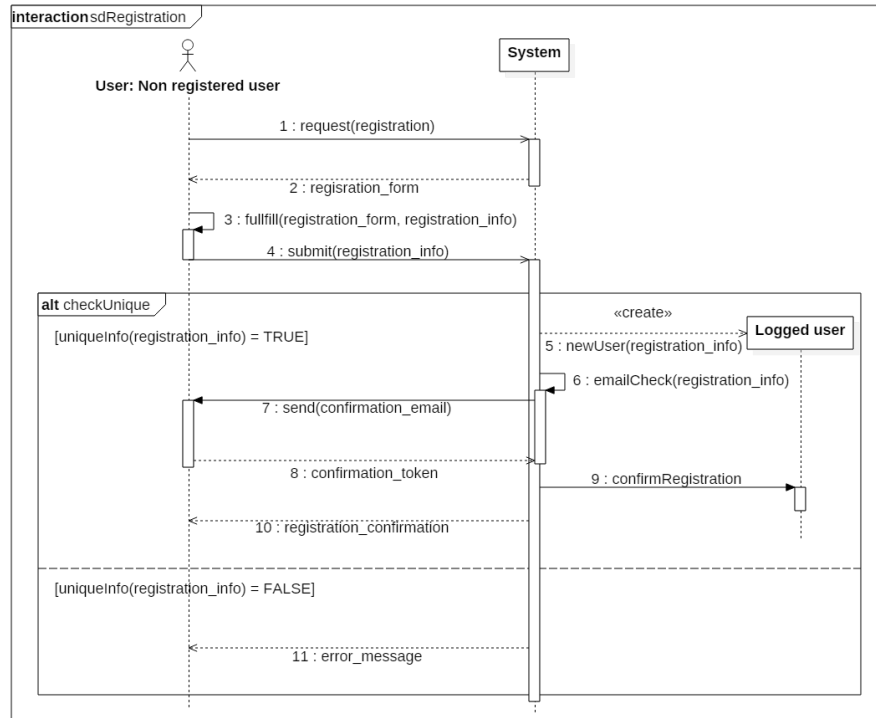 interaction sdRegistration
System
User: Non registered user
1 : request(registration)
2 : regisration_form
3 : fullfill(registration_form, registration_info)
4 : submit(registration_info)
alt checkUnique
«create»
[uniqueInfo(registration_info) = TRUE]
Logged user
5 : newUser(registration_info)
6 : emailCheck(registration_info)
7 : send(confirmation_email)
8 : confirmation_token
9 : confirmRegistration
10 : registration_confirmation
[uniqueInfo(registration_info) = FALSE]
11 : error_message